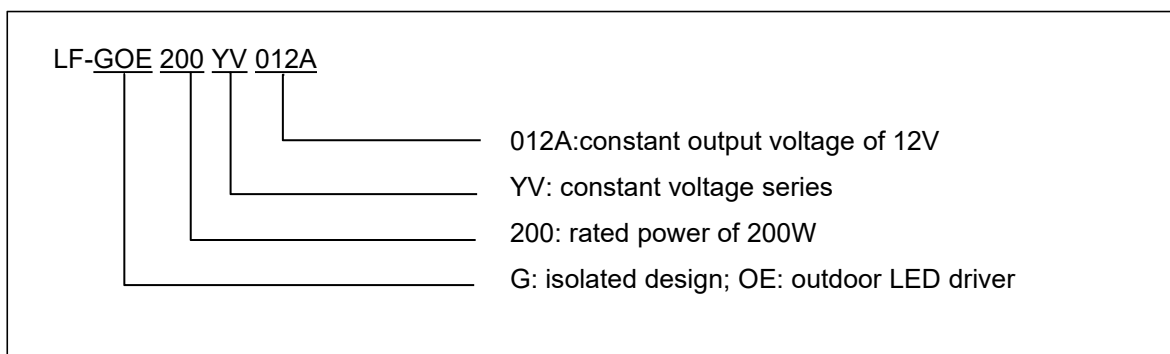 LF-GOE 200 YV 012A
012A:constant output voltage of 12V
YV: constant voltage series
200: rated power of 200W
G: isolated design; OE: outdoor LED driver